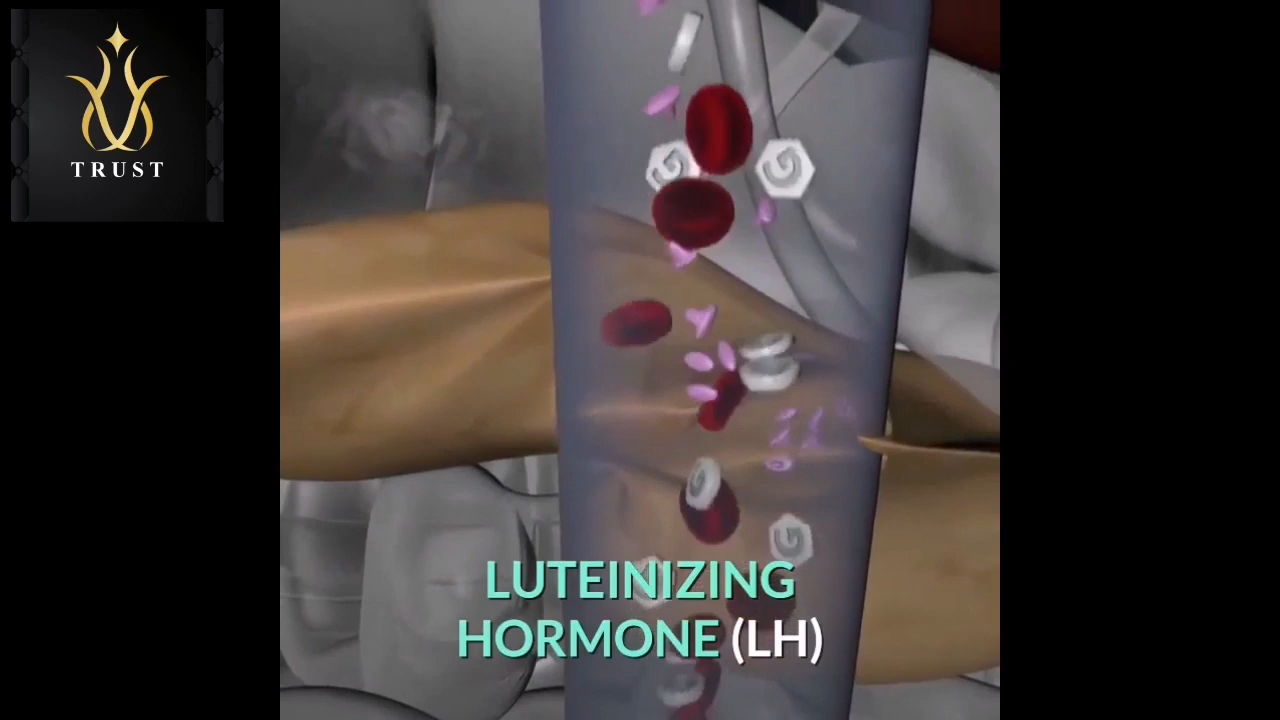 TRUST
G
G
G
LUTEINIZING
HORMONE (LH)